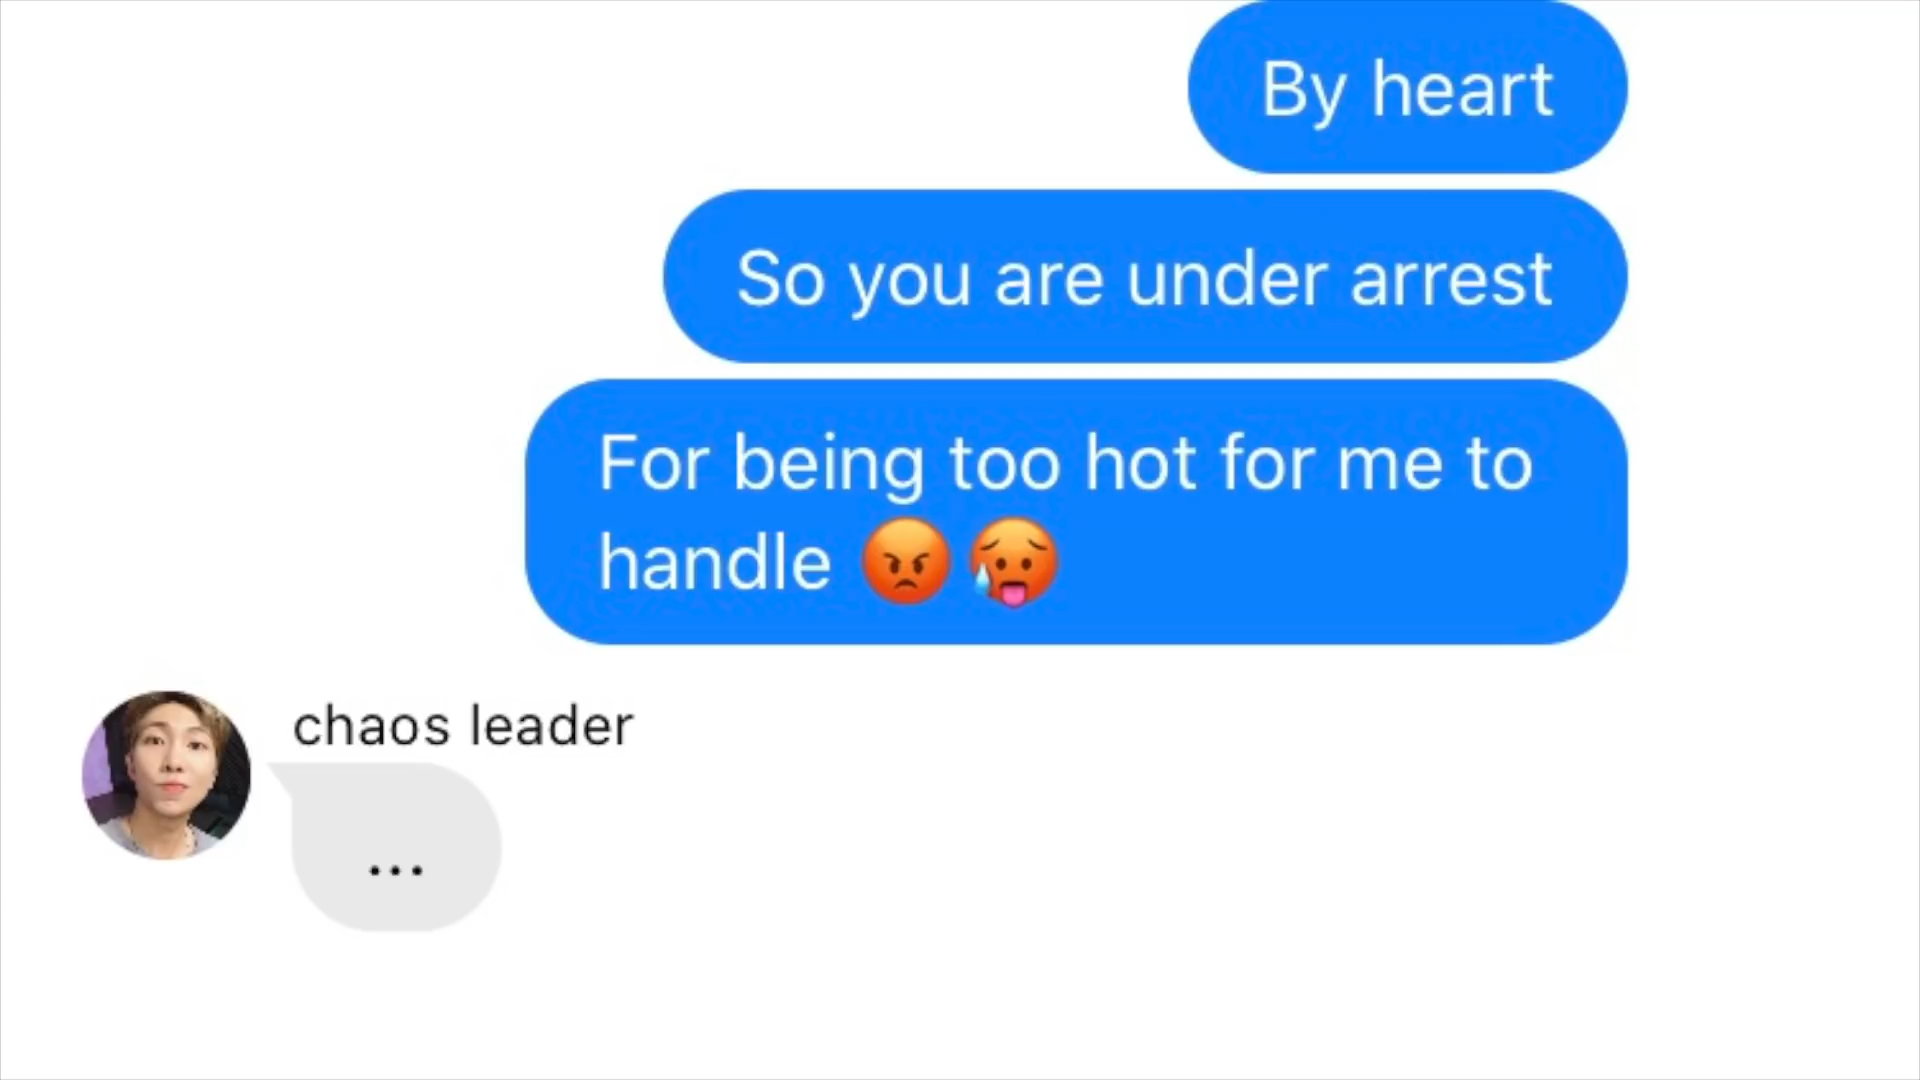 By heart
So you are under arrest
For being too hot for me to
handle 😡 🥵
chaos leader
...